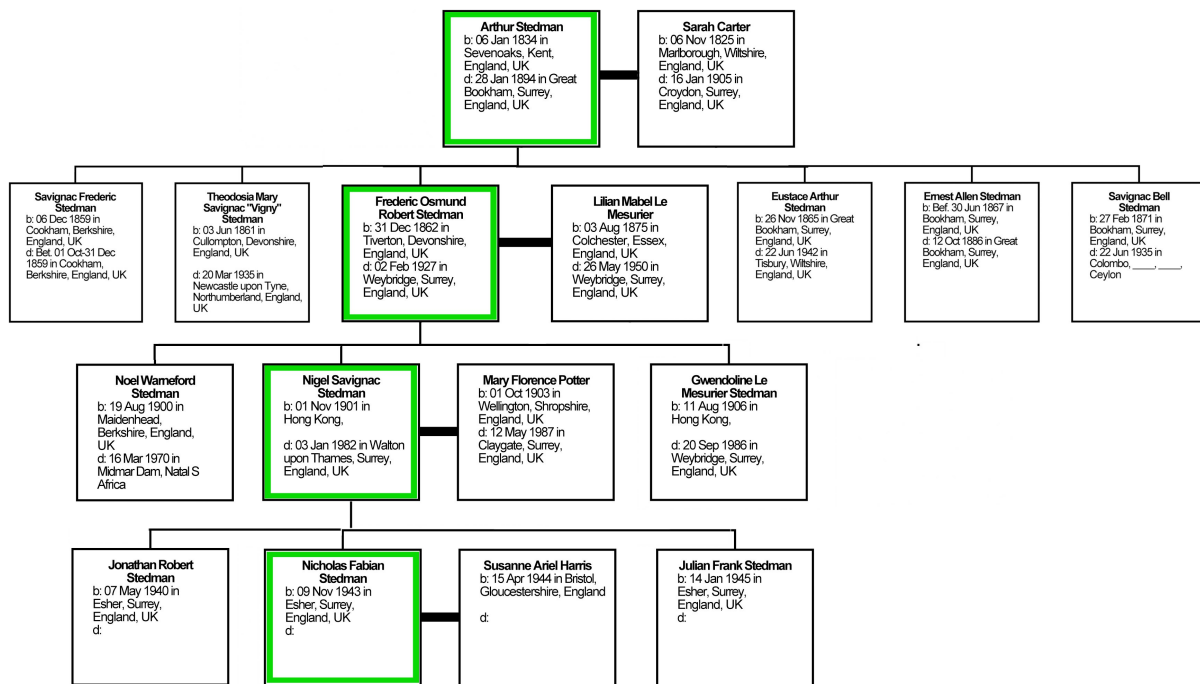 Arthur Stedman
b: 06 Jan 1834 in
Sevenoaks, Kent,
England, UK
d: 28 Jan 1894 in Great
Bookham, Surrey,
England, UK
Sarah Carter
b: 06 Nov 1825 in
Marlborough, Wiltshire,
England, UK
d: 16 Jan 1905 in
Croydon, Surrey,
England, UK
Savignac Frederic
Stedman
b: 06 Dec 1859 in
Cookham, Berkshire,
England, UK
d: Bet. 01 Oct-31 Dec
1859 in Cookham,
Berkshire, England, UK
Theodosia Mary
Savignac "Vigny"
Stedman
b: 03 Jun 1861 in
Cullompton, Devonshire,
England, UK
d: 20 Mar 1935 in
Newcastle upon Tyne,
Northumberland, England,
UK
Frederic Osmund
Robert Stedman
b: 31 Dec 1862 in
Tiverton, Devonshire,
England, UK
d: 02 Feb 1927 in
Weybridge, Surrey,
England, UK
Lilian Mabel Le
Mesurier
b: 03 Aug 1875 in
Colchester, Essex,
England, UK
d: 26 May 1950 in
Weybridge, Surrey,
England, UK
Eustace Arthur
Stedman
b: 26 Nov 1865 in Great
Bookham, Surrey,
England, UK
d: 22 Jun 1942 in
Tisbury, Wiltshire,
England, UK
Ernest Allen Stedman
b: Bef. 30 Jun 1867 in
Bookham, Surrey,
England, UK
d: 12 Oct 1886 in Great
Bookham, Surrey,
England, UK
Savignac Bell
Stedman
b: 27 Feb 1871 in
Bookham, Surrey,
England, UK
d: 22 Jun 1935 in
Colombo, ____, ____,
Ceylon
Noel Warneford
Stedman
b: 19 Aug 1900 in
Maidenhead,
Berkshire, England,
UK
d: 16 Mar 1970 in
Midmar Dam, Natal S
Africa
Nigel Savignac
Stedman
b: 01 Nov 1901 in
Hong Kong,
d: 03 Jan 1982 in Walton
upon Thames, Surrey,
England, UK
Mary Florence Potter
b: 01 Oct 1903 in
Wellington, Shropshire,
England, UK
d: 12 May 1987 in
Claygate, Surrey,
England, UK
Gwendoline Le
Mesurier Stedman
b: 11 Aug 1906 in
Hong Kong,
d: 20 Sep 1986 in
Weybridge, Surrey,
England, UK
Jonathan Robert
Stedman
b: 07 May 1940 in
Esher, Surrey,
England, UK
d:
Nicholas Fabian
Stedman
b: 09 Nov 1943 in
Esher, Surrey,
England, UK
d:
Susanne Ariel Harris
b: 15 Apr 1944 in Bristol,
Gloucestershire, England
d:
Julian Frank Stedman
b: 14 Jan 1945 in
Esher, Surrey,
England, UK
d: